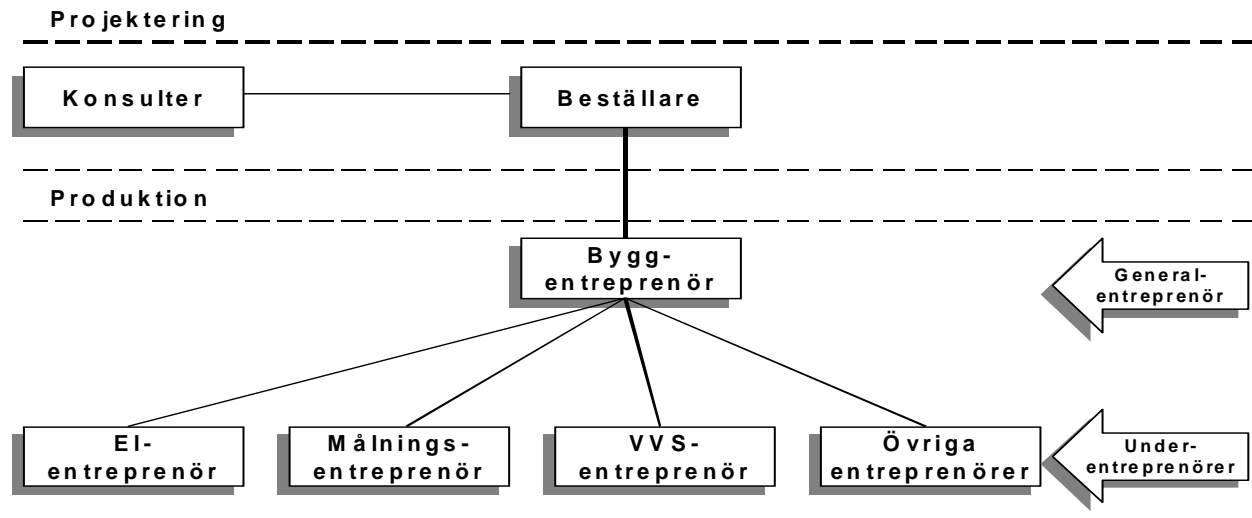 Projektering
Konsulter
Beställare
Produktion
Bygg-
entreprenör
General-
entreprenör
El-
entreprenör
Målnings-
entreprenör
VVS-
entreprenör
Övriga
entreprenörer
Under-
entreprenörer